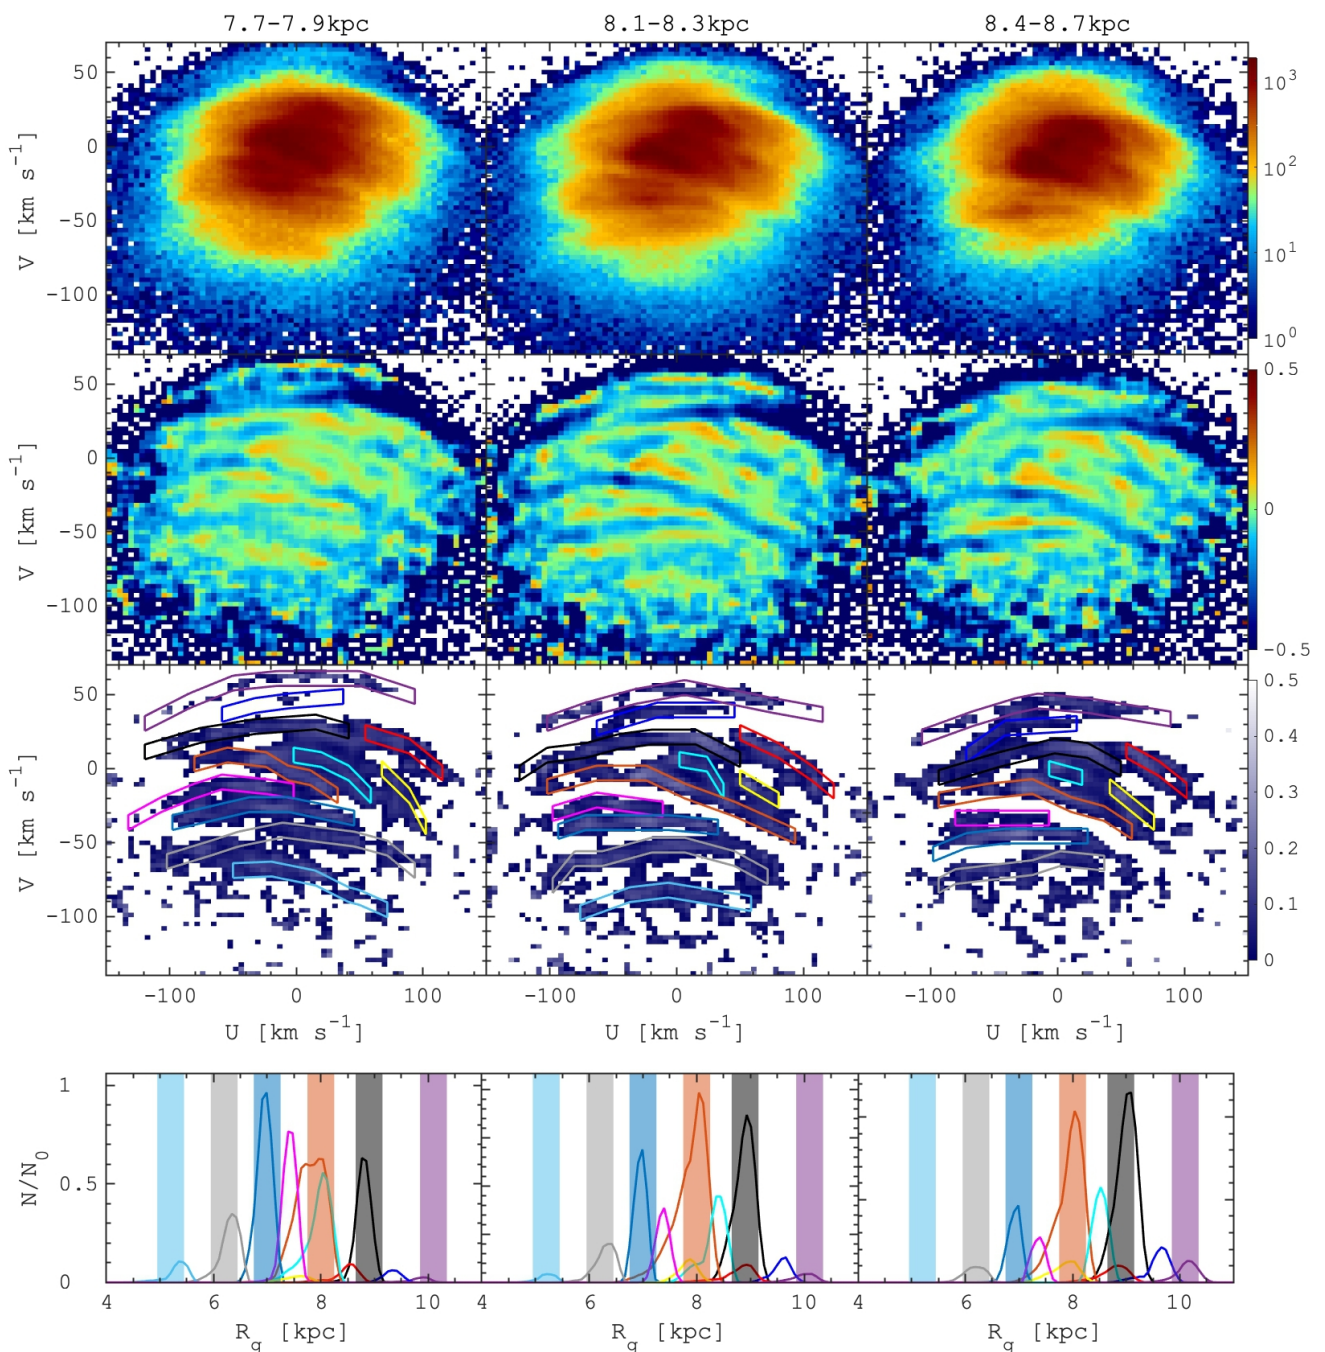 7.7-7.9kpc 8.1-8.3kpc 8.4-8.7kpc
V [km s⁻¹] 50 0 -50 -100
10³ 10² 10¹ 10⁰
V [km s⁻¹] 50 0 -50 -100
0.5 0 -0.5
V [km s⁻¹] 50 0 -50 -100
0.5 0.4 0.3 0.2 0.1 0
-100 0 100 -100 0 100 -100 0 100
U [km s⁻¹] U [km s⁻¹] U [km s⁻¹]
N/N₀ 1 0.5 0
4 6 8 10 4 6 8 10 4 6 8 10
R_g [kpc] R_g [kpc] R_g [kpc]